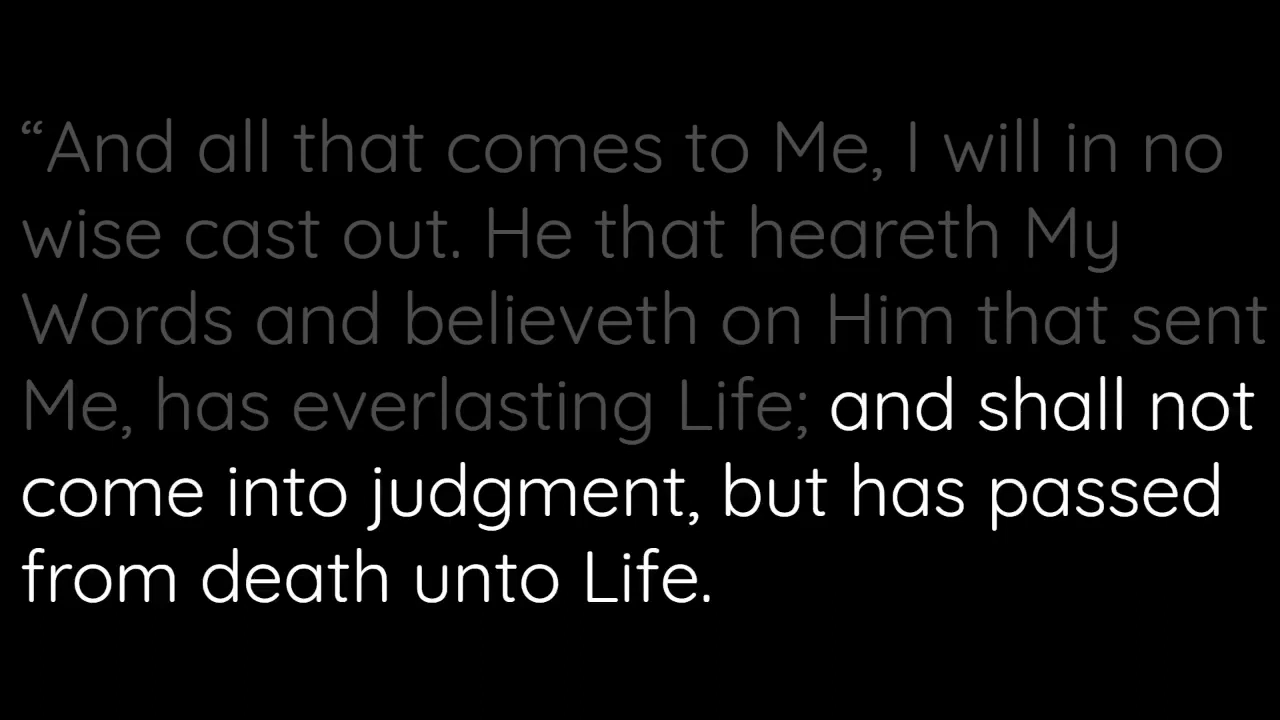 “And all that comes to Me, I will in no
wise cast out. He that heareth My
Words and believeth on Him that sent
Me, has everlasting Life; and shall not
come into judgment, but has passed
from death unto Life.